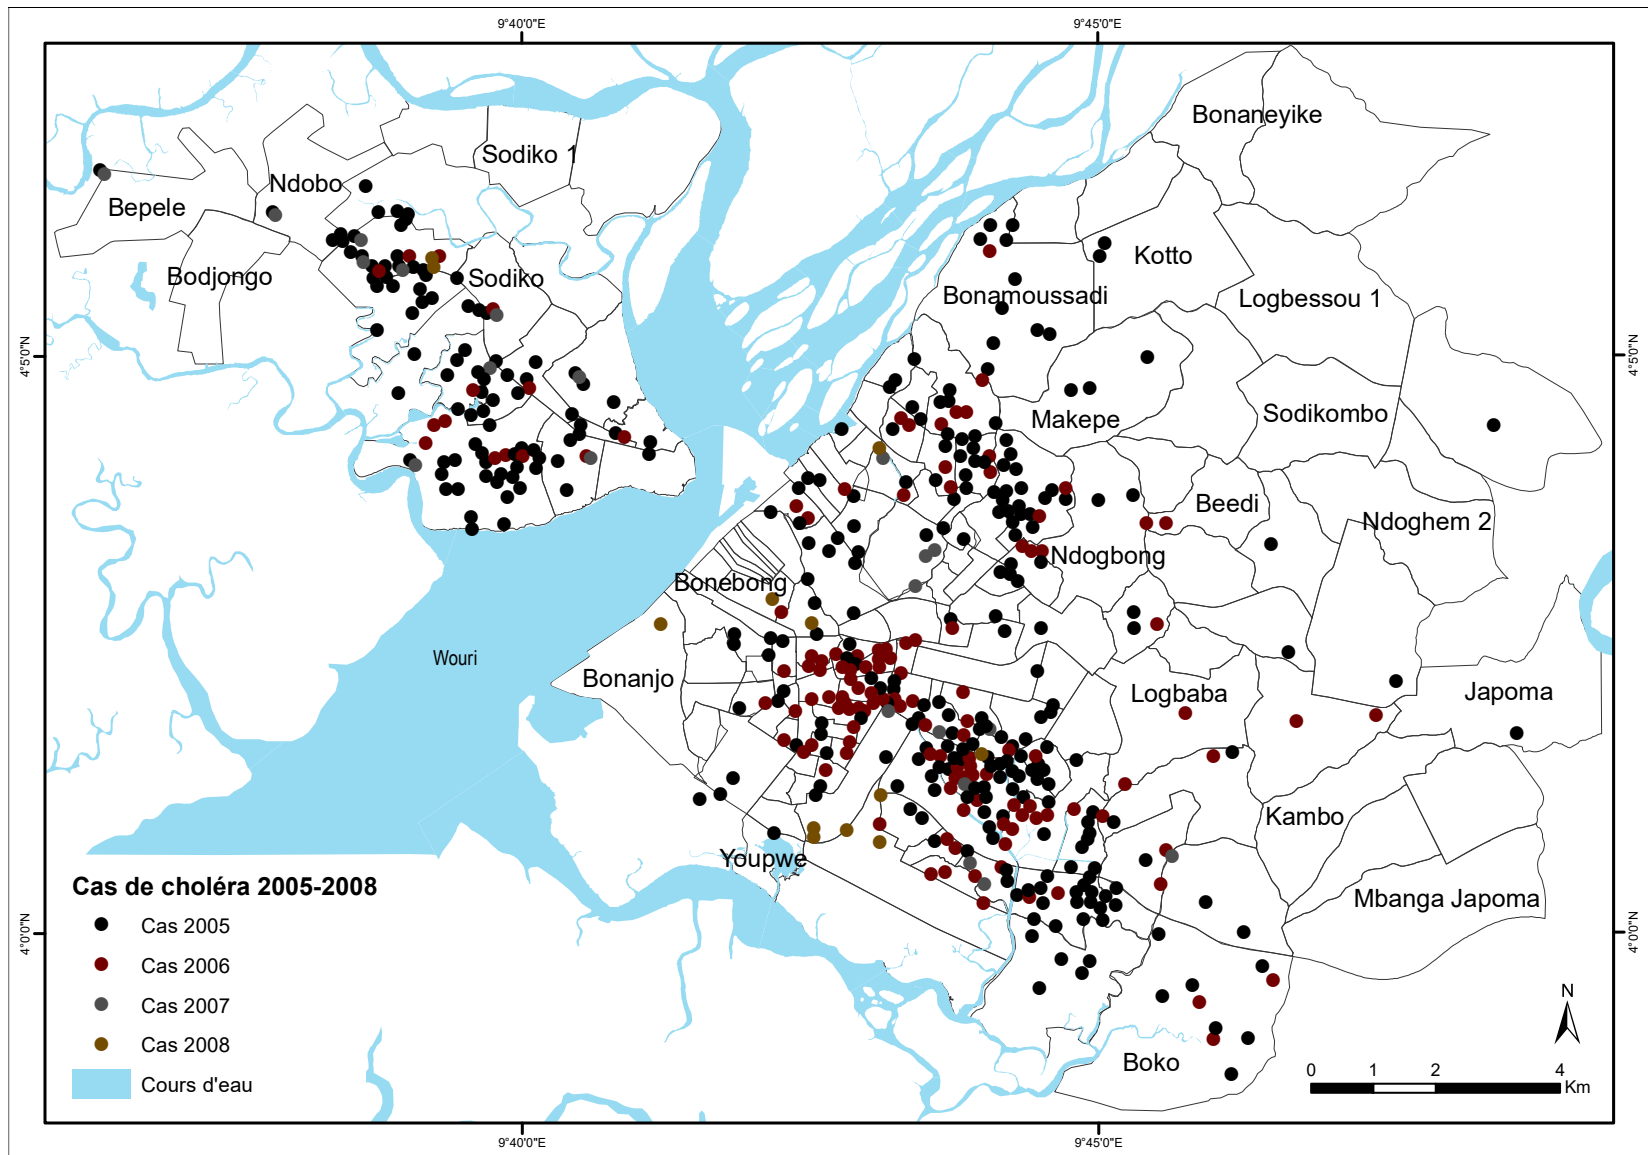 9°40'0"E
9°45'0"E
Bonaneyike
Sodiko 1
Ndobo
Bepele
Kotto
Bodjongo
Sodiko
Bonamoussadi
Logbessou 1
4°5'0"N
4°5'0"N
Makepe
Sodikombo
Beedi
Ndoghem 2
Ndogbong
Bonebong
Wouri
Bonanjo
Logbaba
Japoma
Kambo
Youpwe
Mbanga Japoma
Cas de choléra 2005-2008
Cas 2005
4°0'0"N
4°0'0"N
Cas 2006
Cas 2007
N
Cas 2008
Boko
0 1 2 4
Km
Cours d'eau
9°40'0"E
9°45'0"E